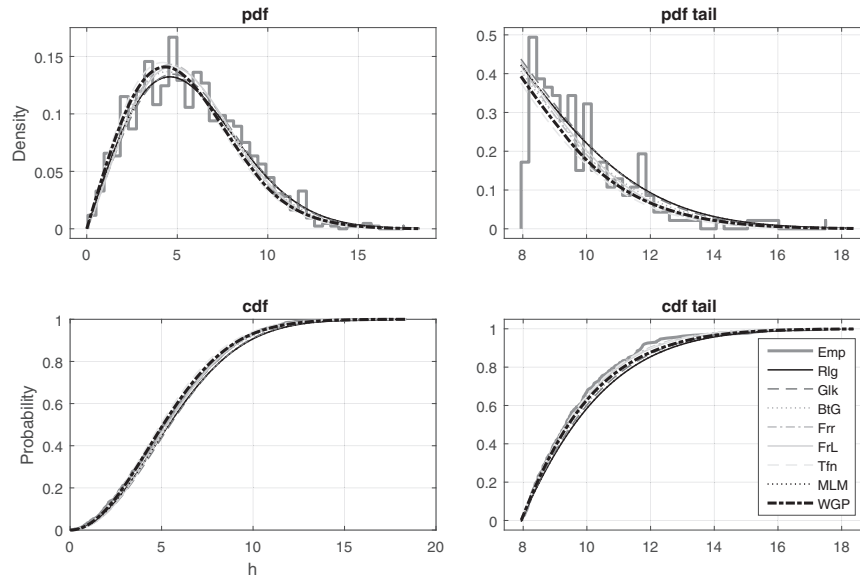 pdf
0.15
0.1
0.05
0
Density
0 5 10 15
pdf tail
0.5
0.4
0.3
0.2
0.1
0
8 10 12 14 16 18
cdf
1
0.8
0.6
0.4
0.2
0
Probability
0 5 10 15 20
h
cdf tail
1
0.8
0.6
0.4
0.2
0
8 10 12 14 16 18
Emp
Rlg
Glk
BtG
Frr
FrL
Tfn
MLM
WGP